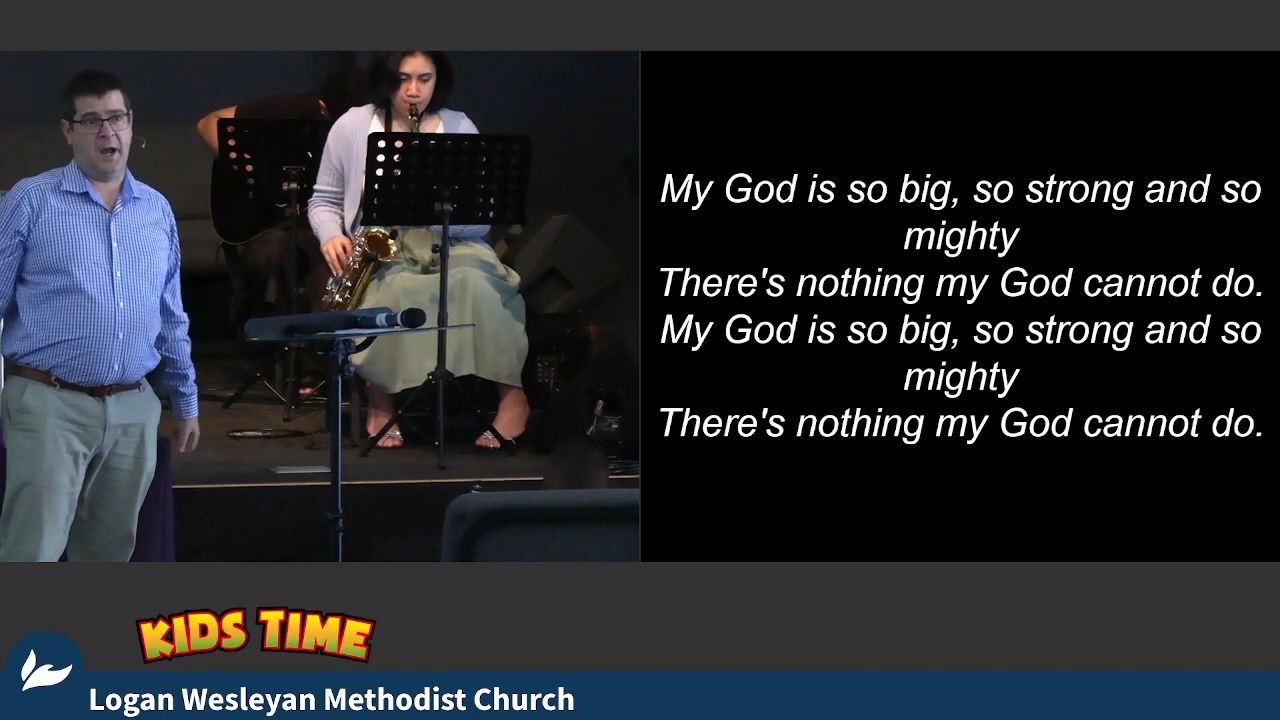 My God is so big, so strong and so
mighty
There's nothing my God cannot do.
My God is so big, so strong and so
mighty
There's nothing my God cannot do.
KIDS TIME
Logan Wesleyan Methodist Church